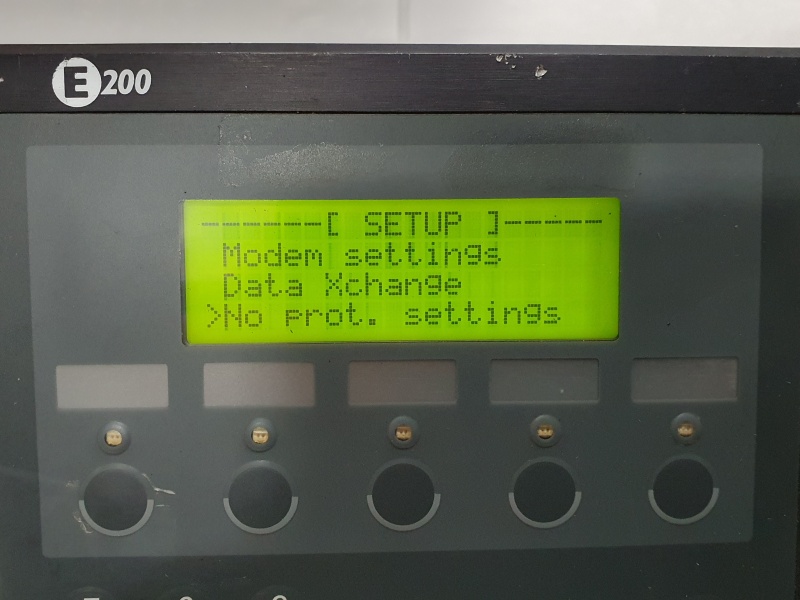 E200
------[ SETUP ]-----
Modem settings
Data Xchange
>No prot. settings